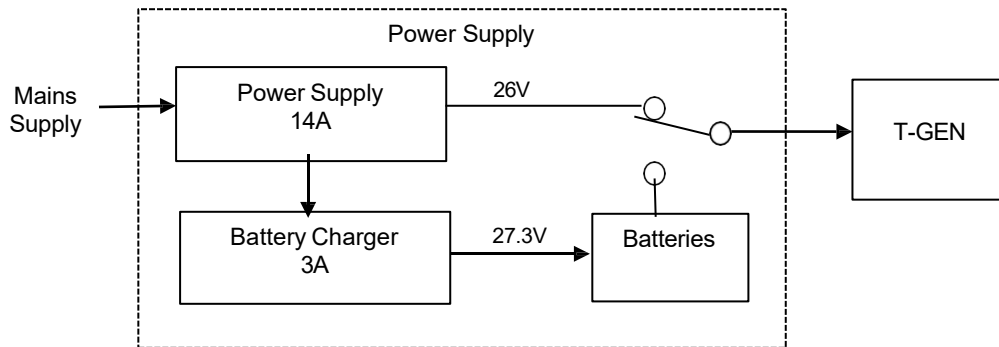 Power Supply
Mains
Supply
Power Supply
14A
26V
T-GEN
Battery Charger
3A
27.3V
Batteries